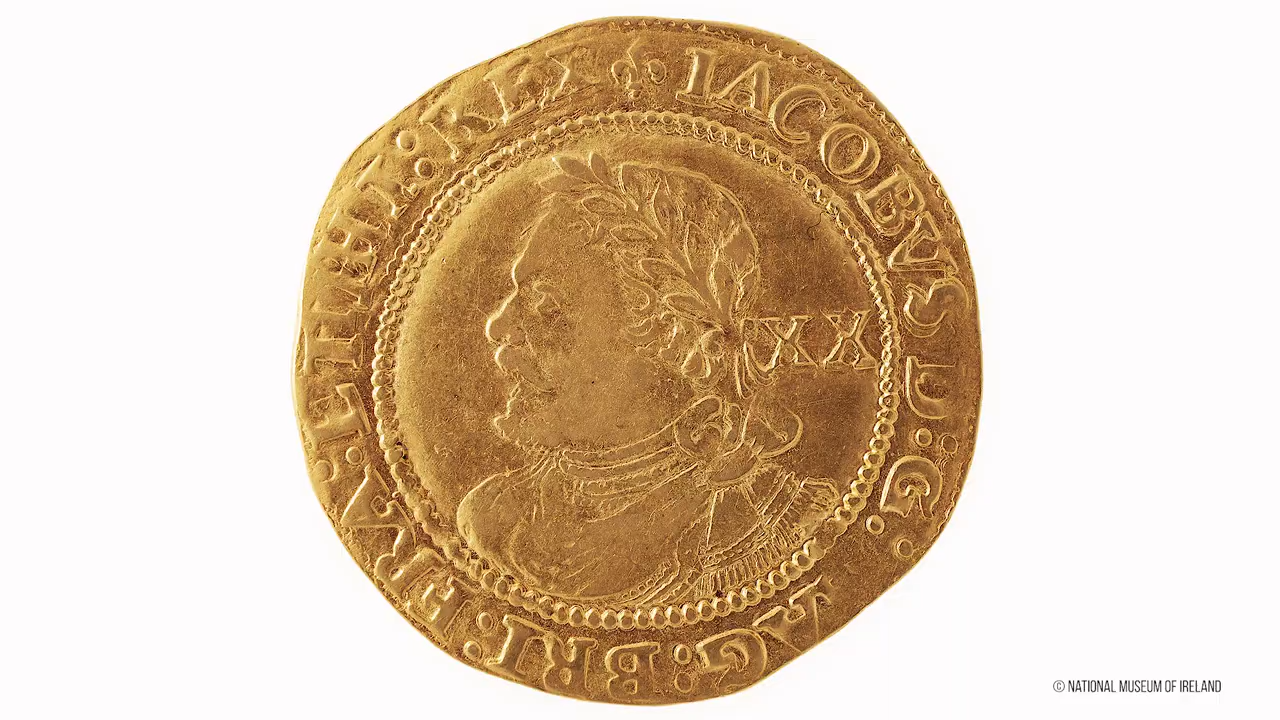 IACOBVS D: G: MAG: BRI: FRA: ET HI: REX
XX
© NATIONAL MUSEUM OF IRELAND